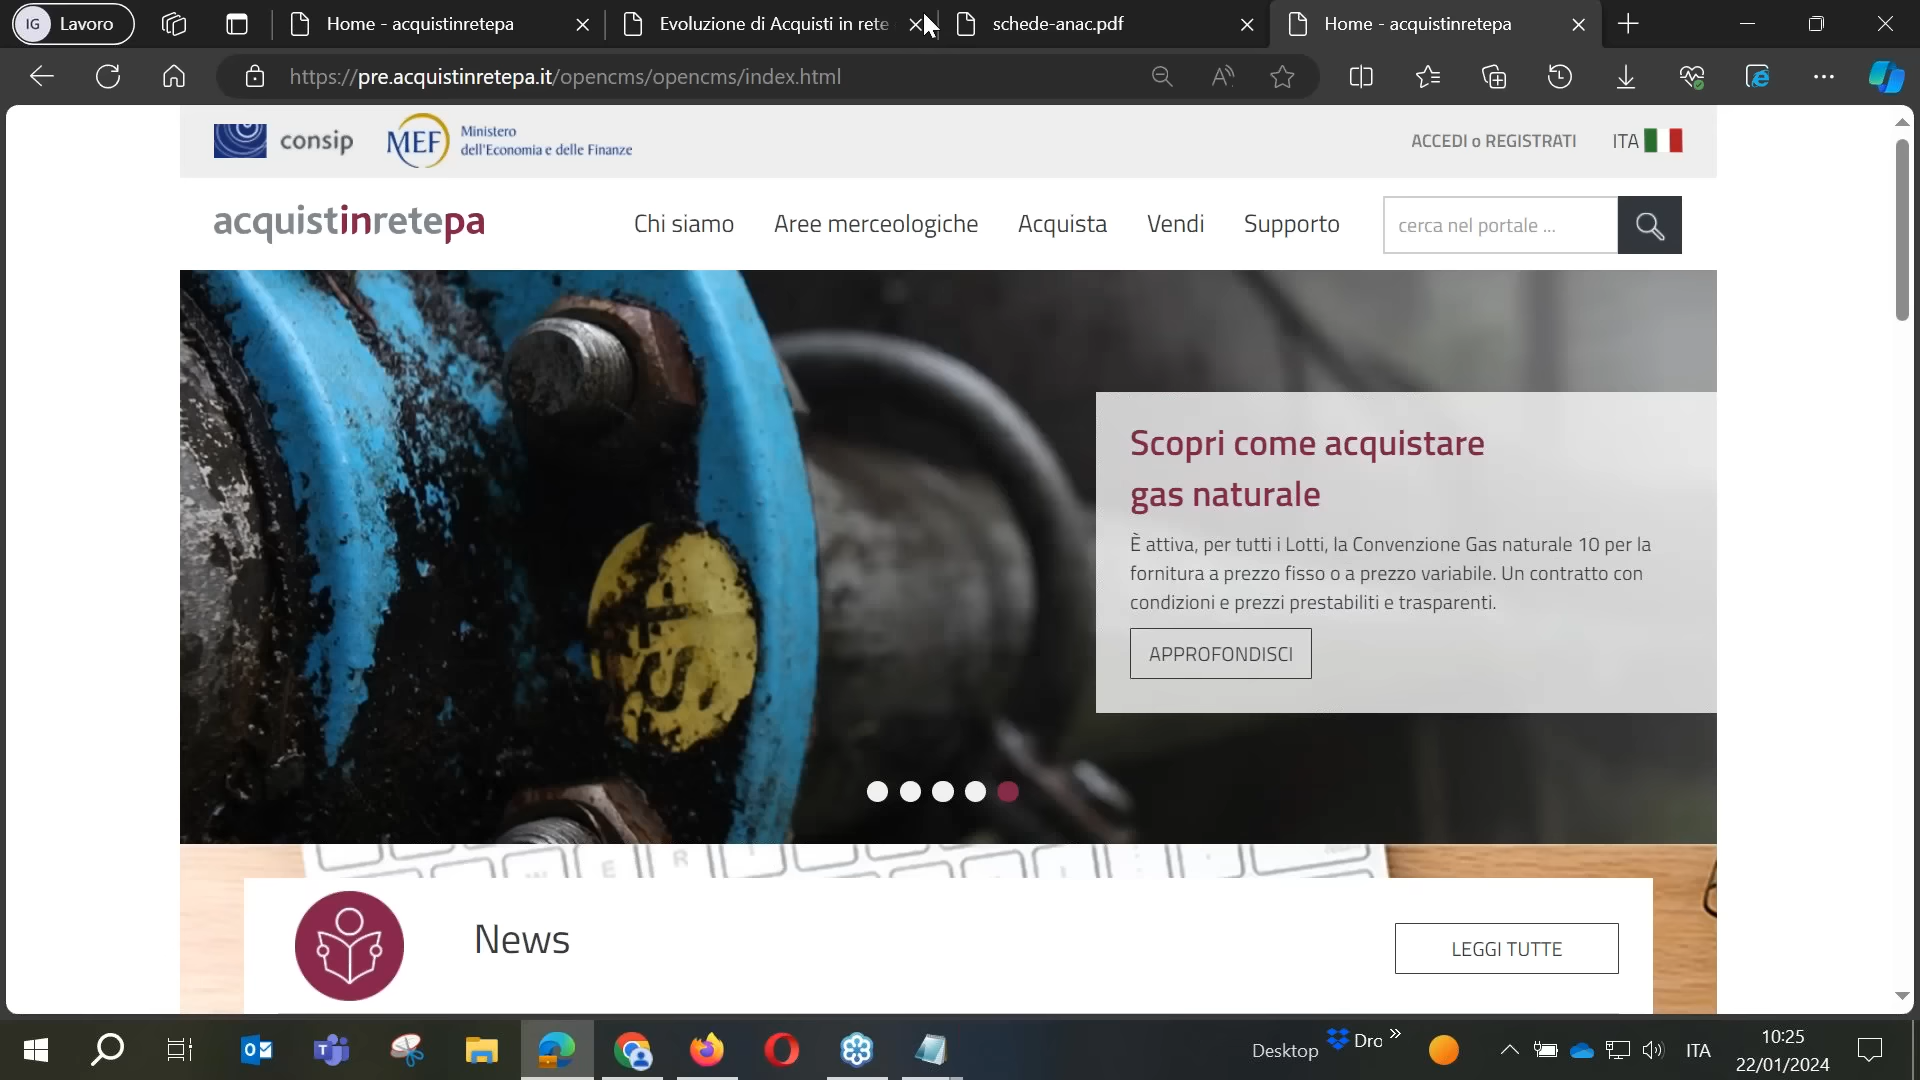 IG Lavoro
Home - acquistinretepa
Evoluzione di Acquisti in rete
schede-anac.pdf
Home - acquistinretepa
https://pre.acquistinretepa.it/opencms/opencms/index.html
consip
MEF Ministero
dell'Economia e delle Finanze
ACCEDI o REGISTRATI
ITA
acquistinretepa
Chi siamo
Aree merceologiche
Acquista
Vendi
Supporto
cerca nel portale ...
Scopri come acquistare
gas naturale
È attiva, per tutti i Lotti, la Convenzione Gas naturale 10 per la
fornitura a prezzo fisso o a prezzo variabile. Un contratto con
condizioni e prezzi prestabiliti e trasparenti.
APPROFONDISCI
News
LEGGI TUTTE
Desktop
Dro
ITA
10:25
22/01/2024